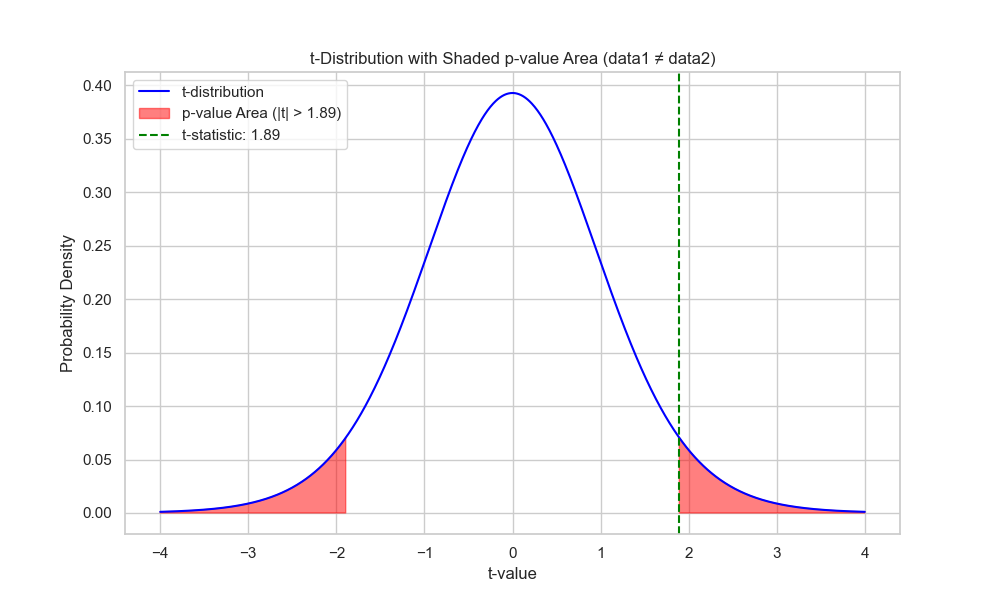 t-Distribution with Shaded p-value Area (data1 ≠ data2)
t-distribution
p-value Area (|t| > 1.89)
t-statistic: 1.89
Probability Density
0.40
0.35
0.30
0.25
0.20
0.15
0.10
0.05
0.00
−4 −3 −2 −1 0 1 2 3 4
t-value